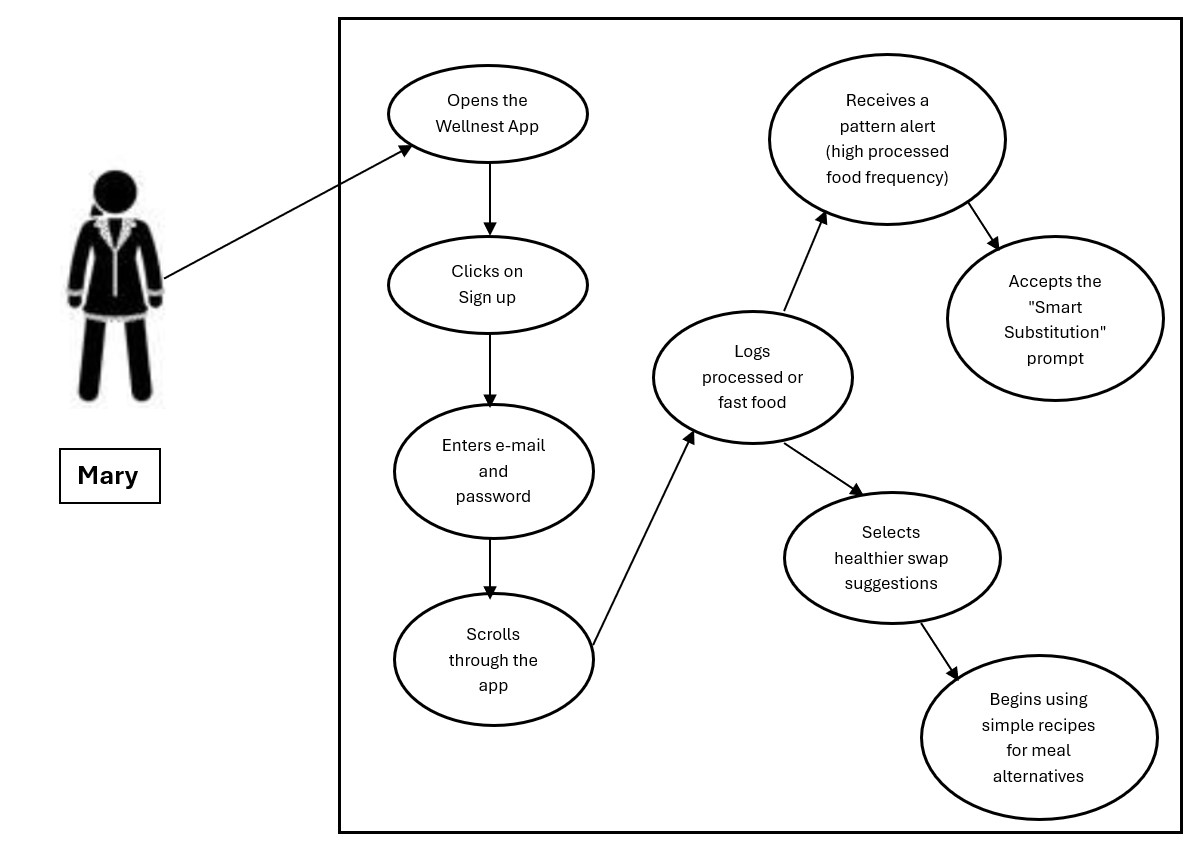 Mary
Opens the
Wellnest App
Clicks on
Sign up
Enters e-mail
and
password
Scrolls
through the
app
Logs
processed or
fast food
Receives a
pattern alert
(high processed
food frequency)
Accepts the
"Smart
Substitution"
prompt
Selects
healthier swap
suggestions
Begins using
simple recipes
for meal
alternatives